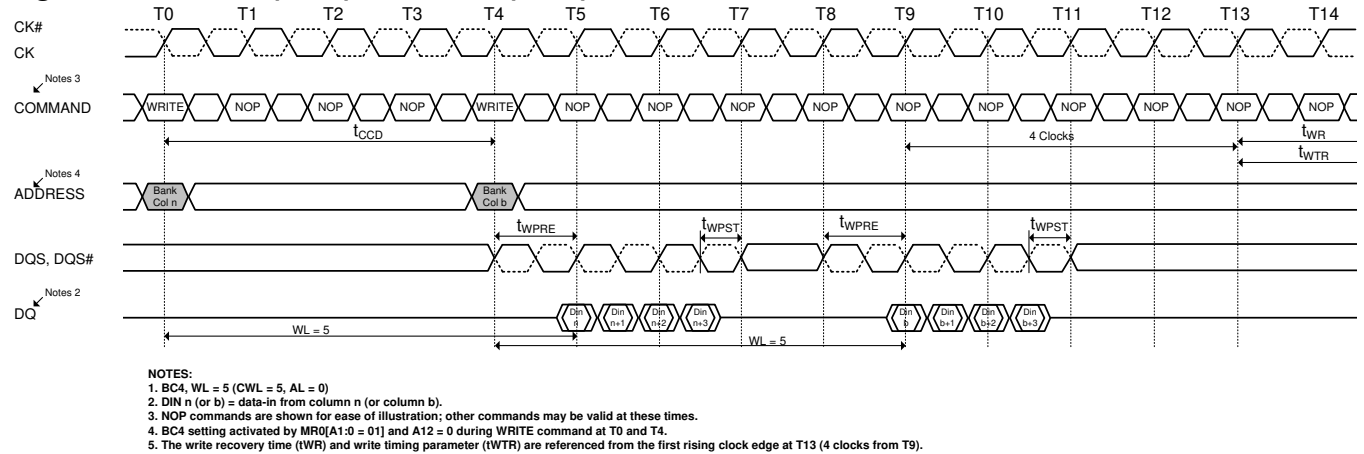 T0 T1 T2 T3 T4 T5 T6 T7 T8 T9 T10 T11 T12 T13 T14
CK#
CK
Notes 3
COMMAND WRITE NOP NOP NOP WRITE NOP NOP NOP NOP NOP NOP NOP NOP NOP NOP
tCCD 4 Clocks tWR
tWTR
Notes 4
ADDRESS
Bank Bank
Col n Col b
tWPRE tWPST tWPRE tWPST
DQS, DQS#
Notes 2
DQ
Din Din Din Din Din Din Din Din
n n+1 n+2 n+3 b b+1 b+2 b+3
WL = 5
WL = 5
NOTES:
1. BC4, WL = 5 (CWL = 5, AL = 0)
2. DIN n (or b) = data-in from column n (or column b).
3. NOP commands are shown for ease of illustration; other commands may be valid at these times.
4. BC4 setting activated by MR0[A1:0 = 01] and A12 = 0 during WRITE command at T0 and T4.
5. The write recovery time (tWR) and write timing parameter (tWTR) are referenced from the first rising clock edge at T13 (4 clocks from T9).